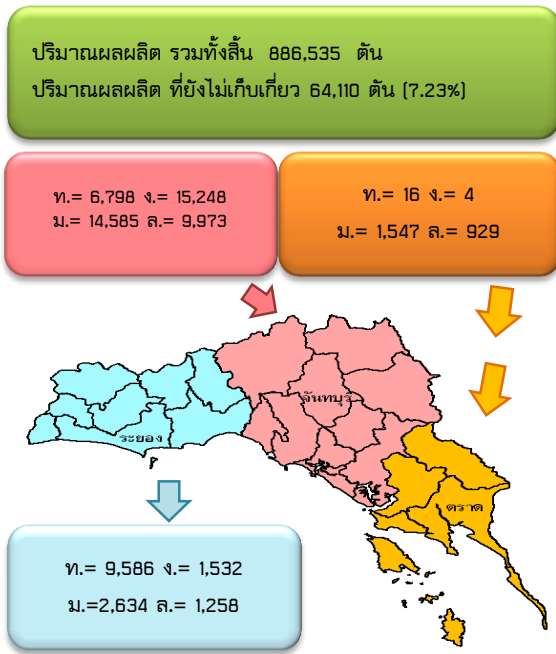 ปริมาณผลผลิต รวมทั้งสิ้น 886,535 ตัน
ปริมาณผลผลิต ที่ยังไม่เก็บเกี่ยว 64,110 ตัน (7.23%)
ท.= 6,798 ง.= 15,248
ม.= 14,585 ล.= 9,973
ท.= 16 ง.= 4
ม.= 1,547 ล.= 929
จันทบุรี
ระยอง
ตราด
ท.= 9,586 ง.= 1,532
ม.=2,634 ล.= 1,258